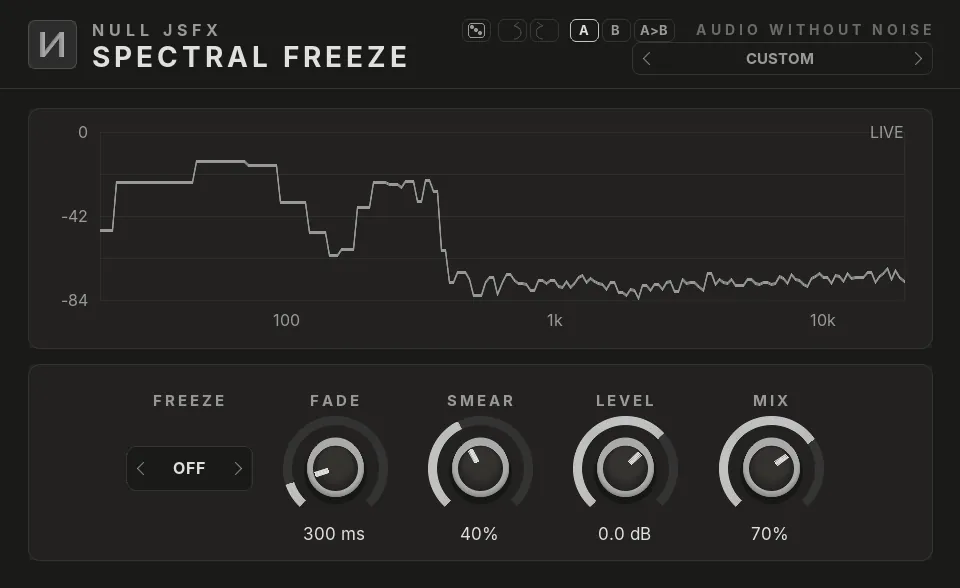 NULL JSFX
SPECTRAL FREEZE
A B A>B
AUDIO WITHOUT NOISE
CUSTOM
LIVE
0
-42
-84
100 1k 10k
FREEZE FADE SMEAR LEVEL MIX
OFF
300 ms 40% 0.0 dB 70%